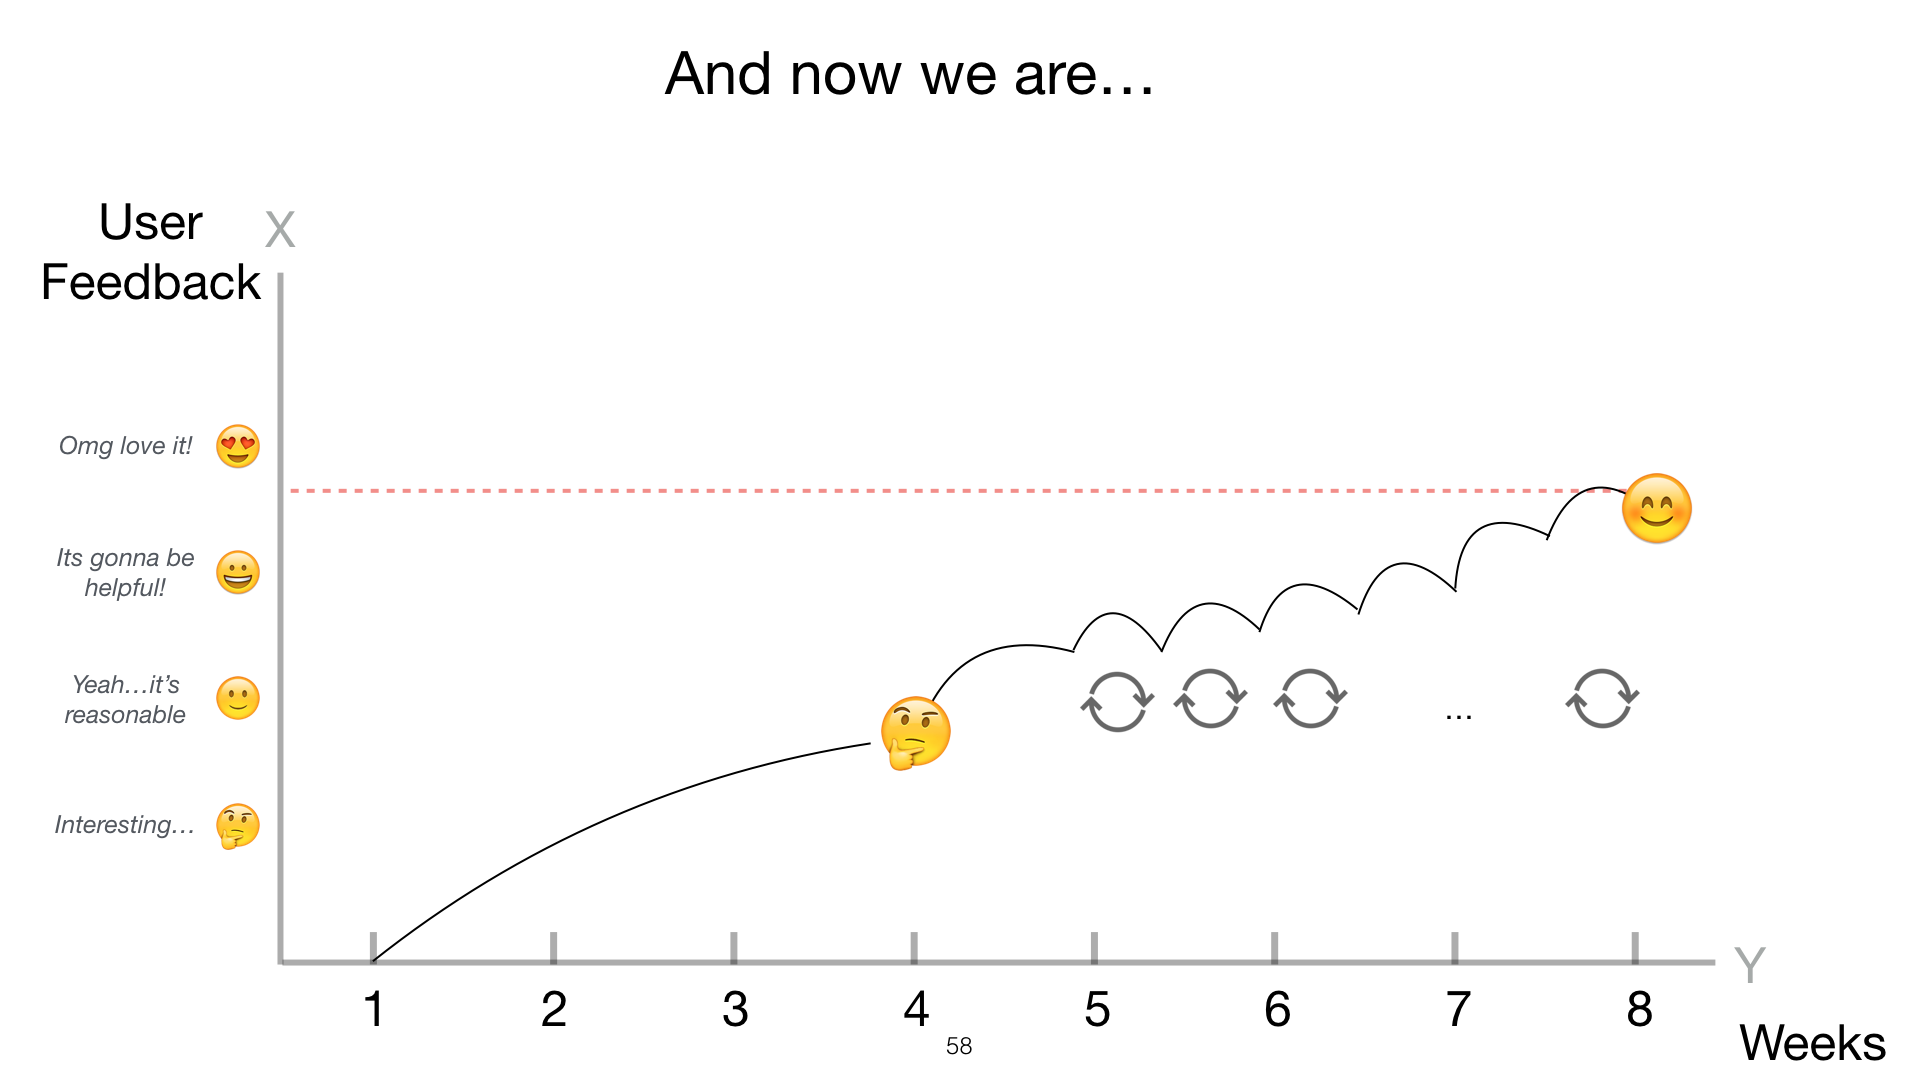 And now we are…
User
Feedback
X
Omg love it!
Its gonna be
helpful!
Yeah…it’s
reasonable
...
Interesting…
Y
1 2 3 4 5 6 7 8
Weeks
58